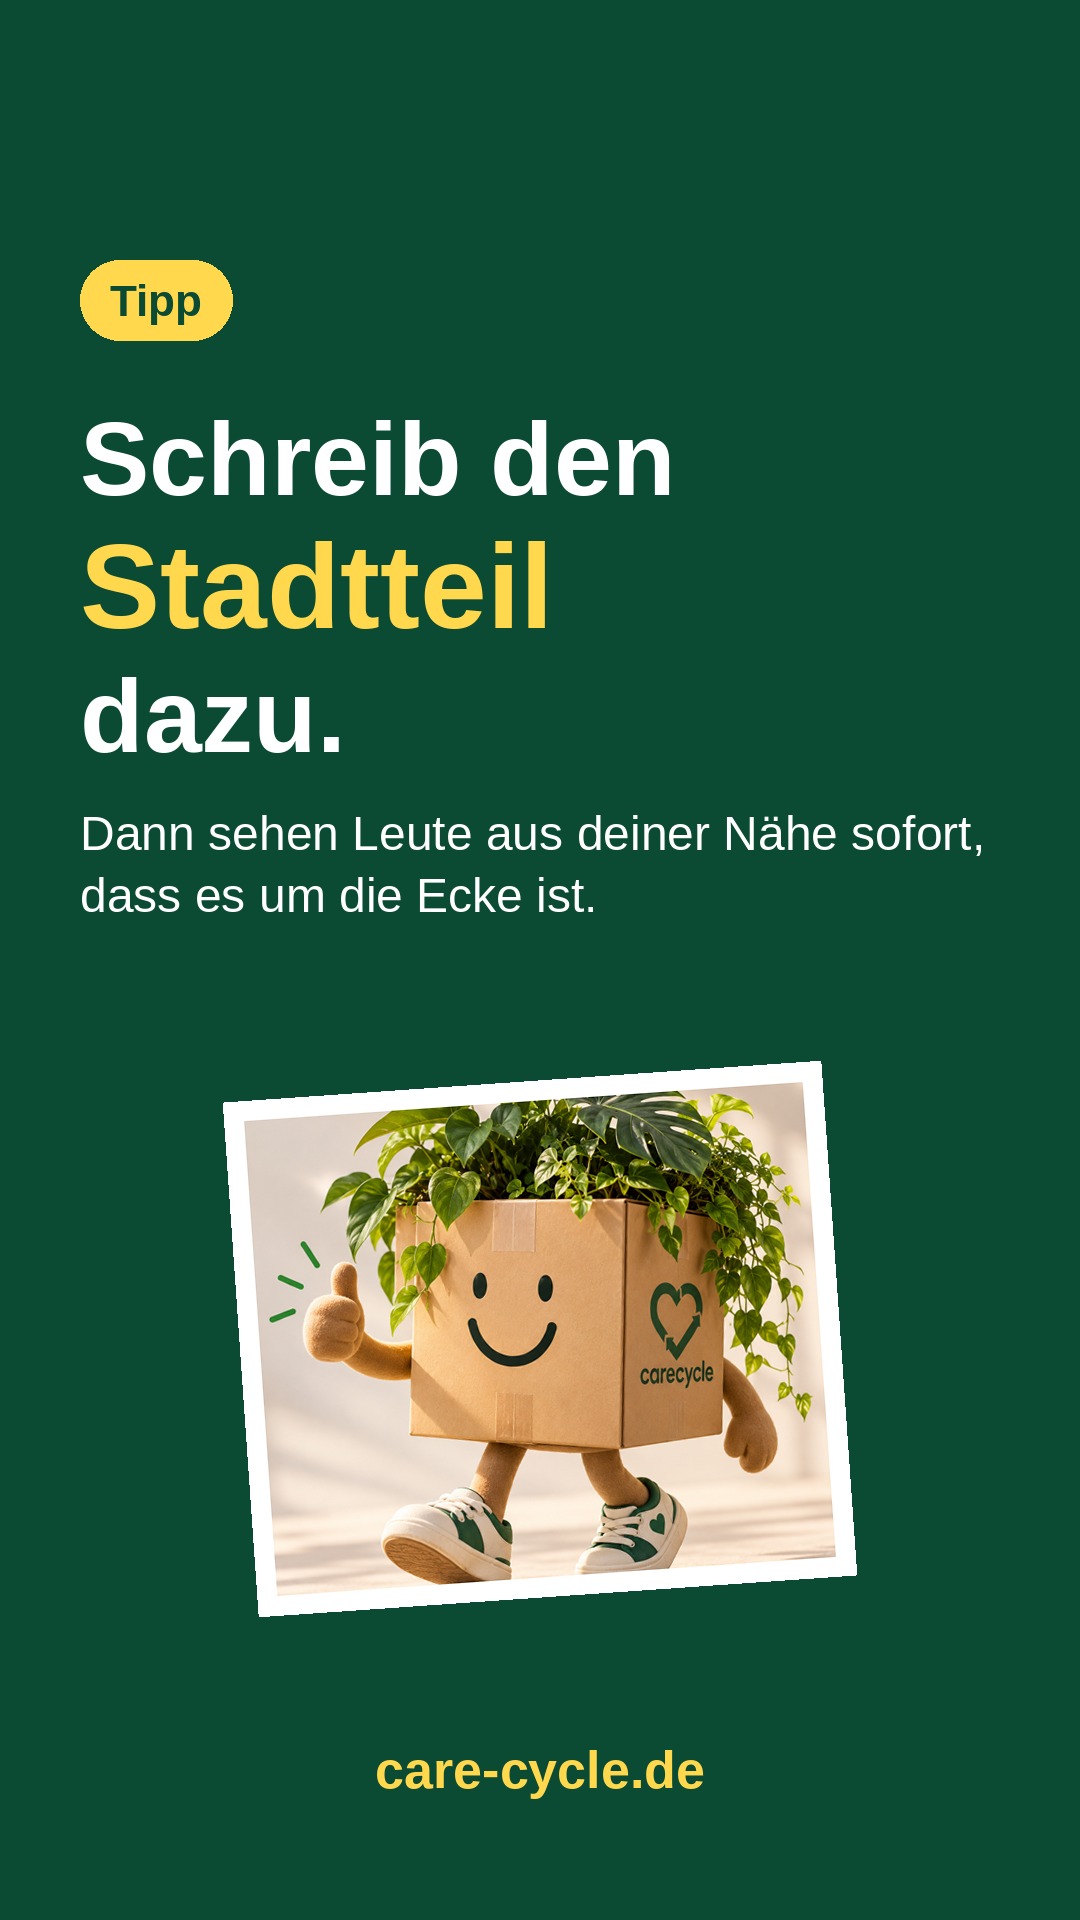 Tipp
Schreib den
Stadtteil
dazu.
Dann sehen Leute aus deiner Nähe sofort,
dass es um die Ecke ist.
carecycle
care-cycle.de